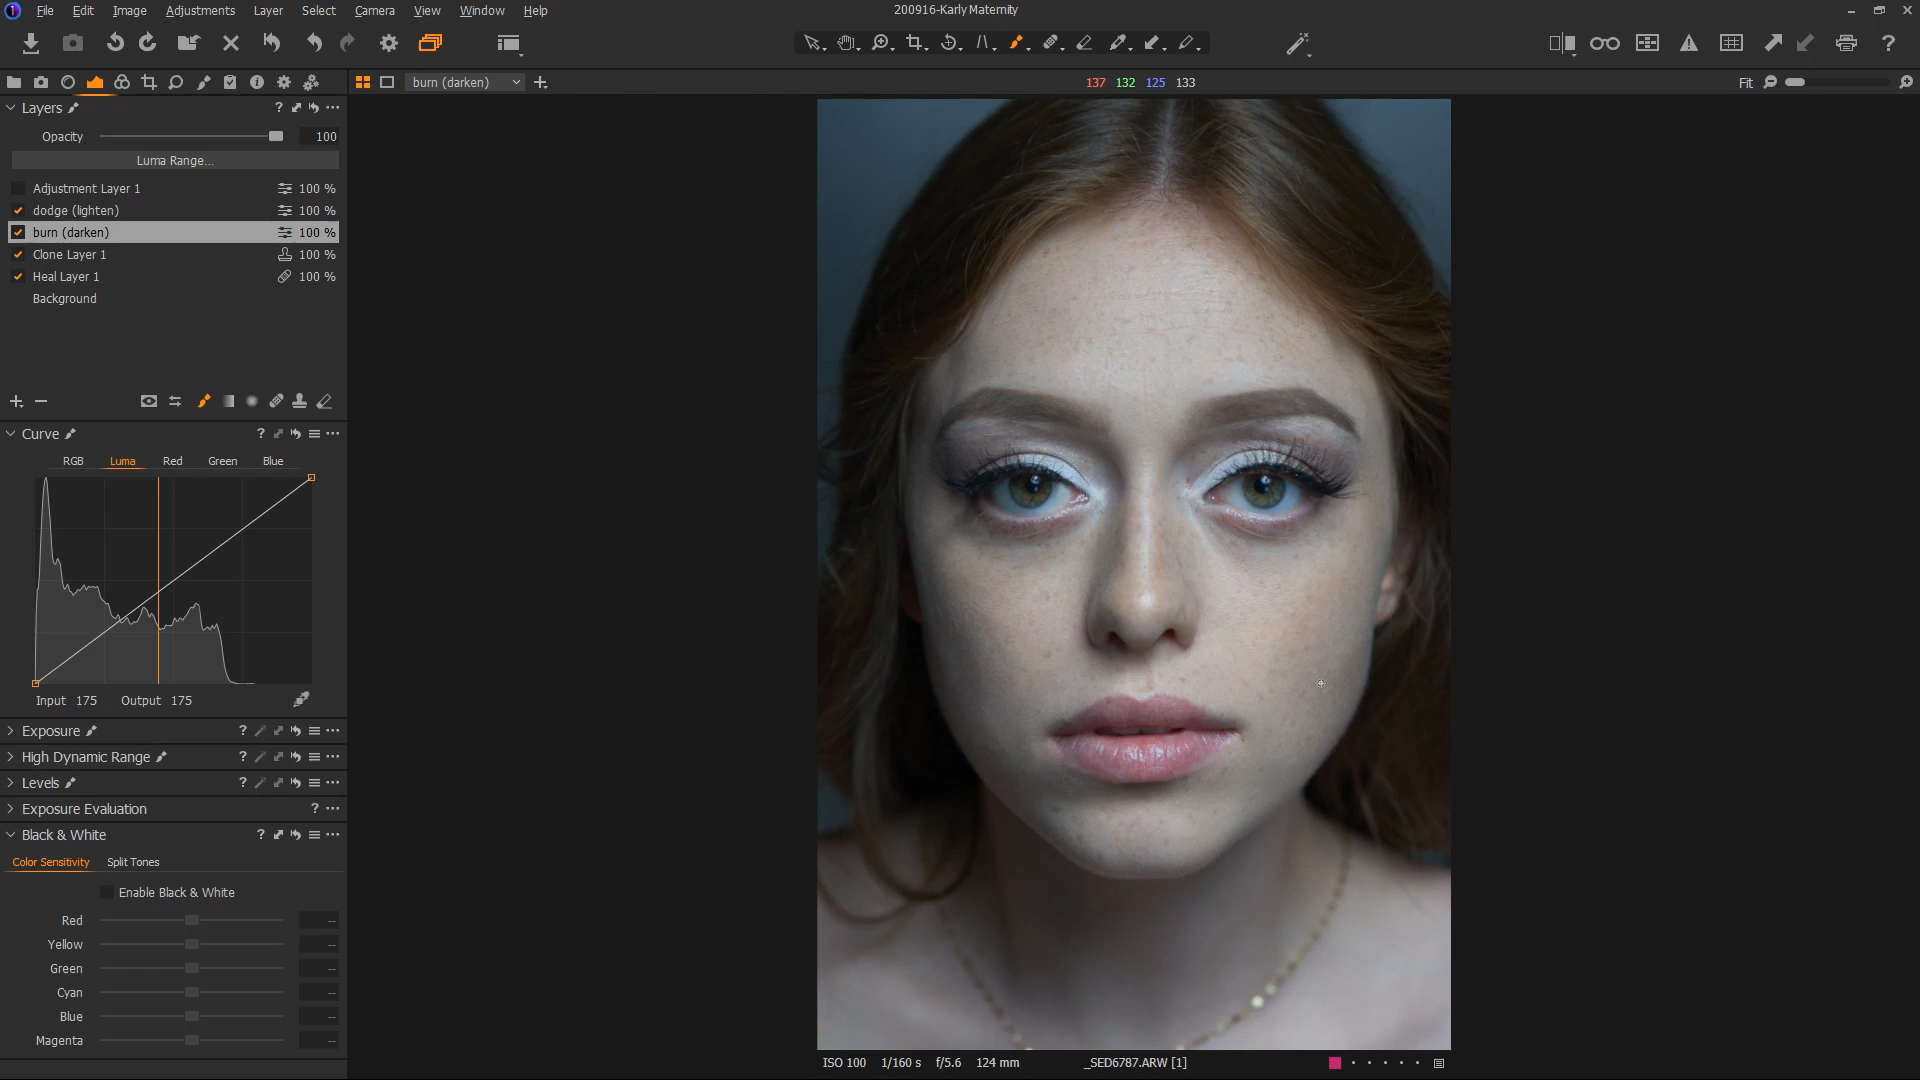 File Edit Image Adjustments Layer Select Camera View Window Help
200916-Karly Maternity
burn (darken)
137 132 125 133
Fit
Layers
Opacity 100
Luma Range...
Adjustment Layer 1 100 %
dodge (lighten) 100 %
burn (darken) 100 %
Clone Layer 1 100 %
Heal Layer 1 100 %
Background
Curve
RGB Luma Red Green Blue
Input 175 Output 175
Exposure
High Dynamic Range
Levels
Exposure Evaluation
Black & White
Color Sensitivity Split Tones
Enable Black & White
Red --
Yellow --
Green --
Cyan --
Blue --
Magenta --
ISO 100 1/160 s f/5.6 124 mm _SED6787.ARW [1]